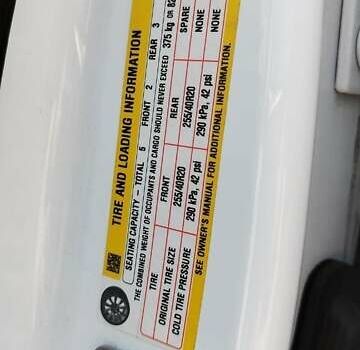 TIRE AND LOADING INFORMATION
SEATING CAPACITY – TOTAL 5 FRONT 2 REAR 3
THE COMBINED WEIGHT OF OCCUPANTS AND CARGO SHOULD NEVER EXCEED 375 kg OR
TIRE FRONT REAR SPARE
ORIGINAL TIRE SIZE 255/40R20 255/40R20 NONE
COLD TIRE PRESSURE 290 kPa, 42 psi 290 kPa, 42 psi NONE
SEE OWNER'S MANUAL FOR ADDITIONAL INFORMATION.